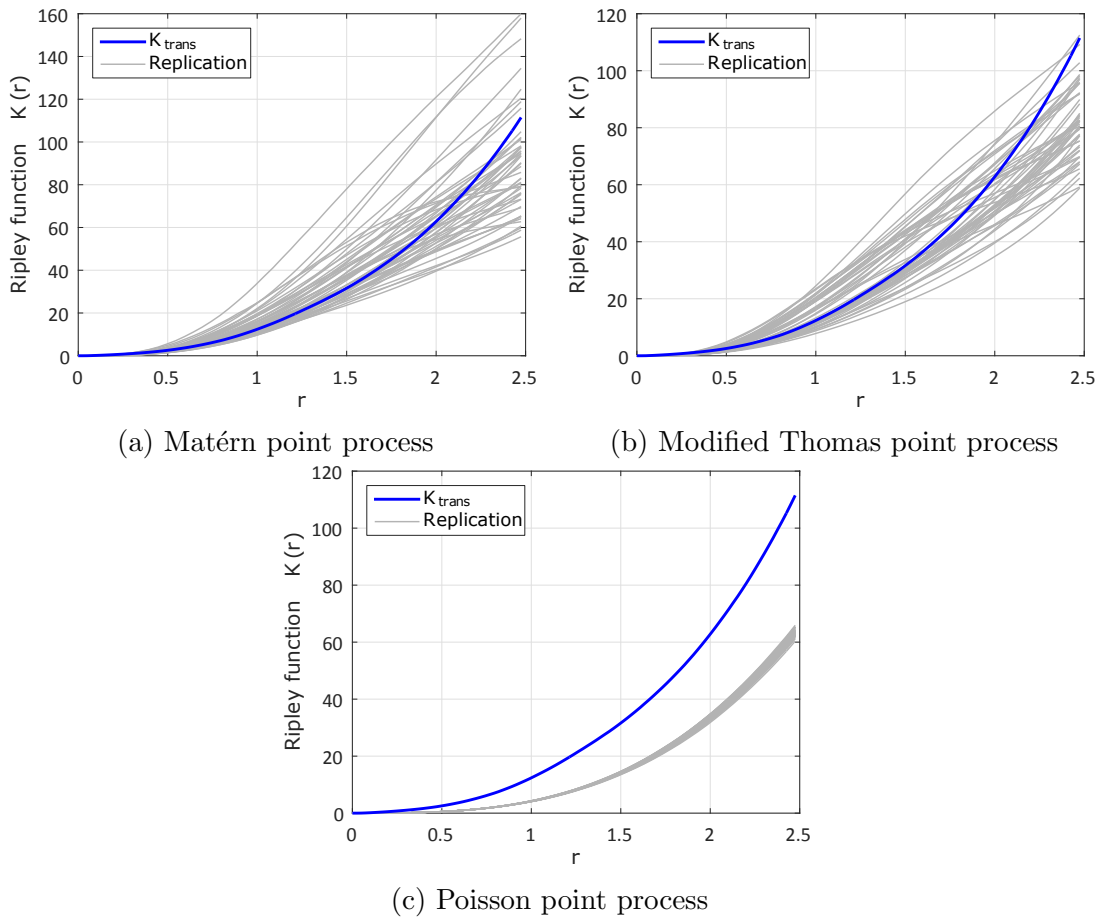 160
140
120
100
80
60
40
20
0
Ripley function K (r)
K trans
Replication
0 0.5 1 1.5 2 2.5
r
(a) Matérn point process
120
100
80
60
40
20
0
Ripley function K (r)
K trans
Replication
0 0.5 1 1.5 2 2.5
r
(b) Modified Thomas point process
120
100
80
60
40
20
0
Ripley function K (r)
K trans
Replication
0 0.5 1 1.5 2 2.5
r
(c) Poisson point process